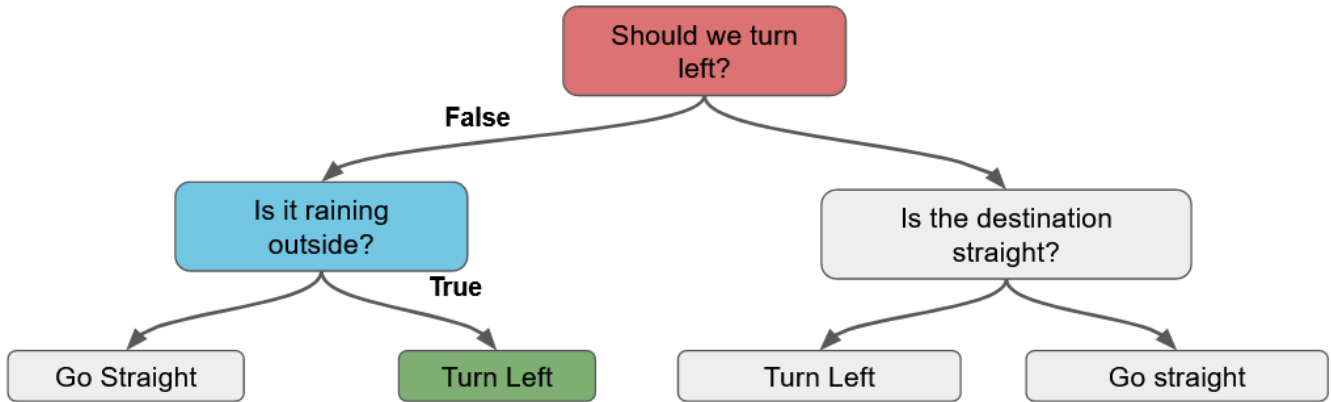 Should we turn
left?
False
Is it raining
outside?
Is the destination
straight?
True
Go Straight
Turn Left
Turn Left
Go straight